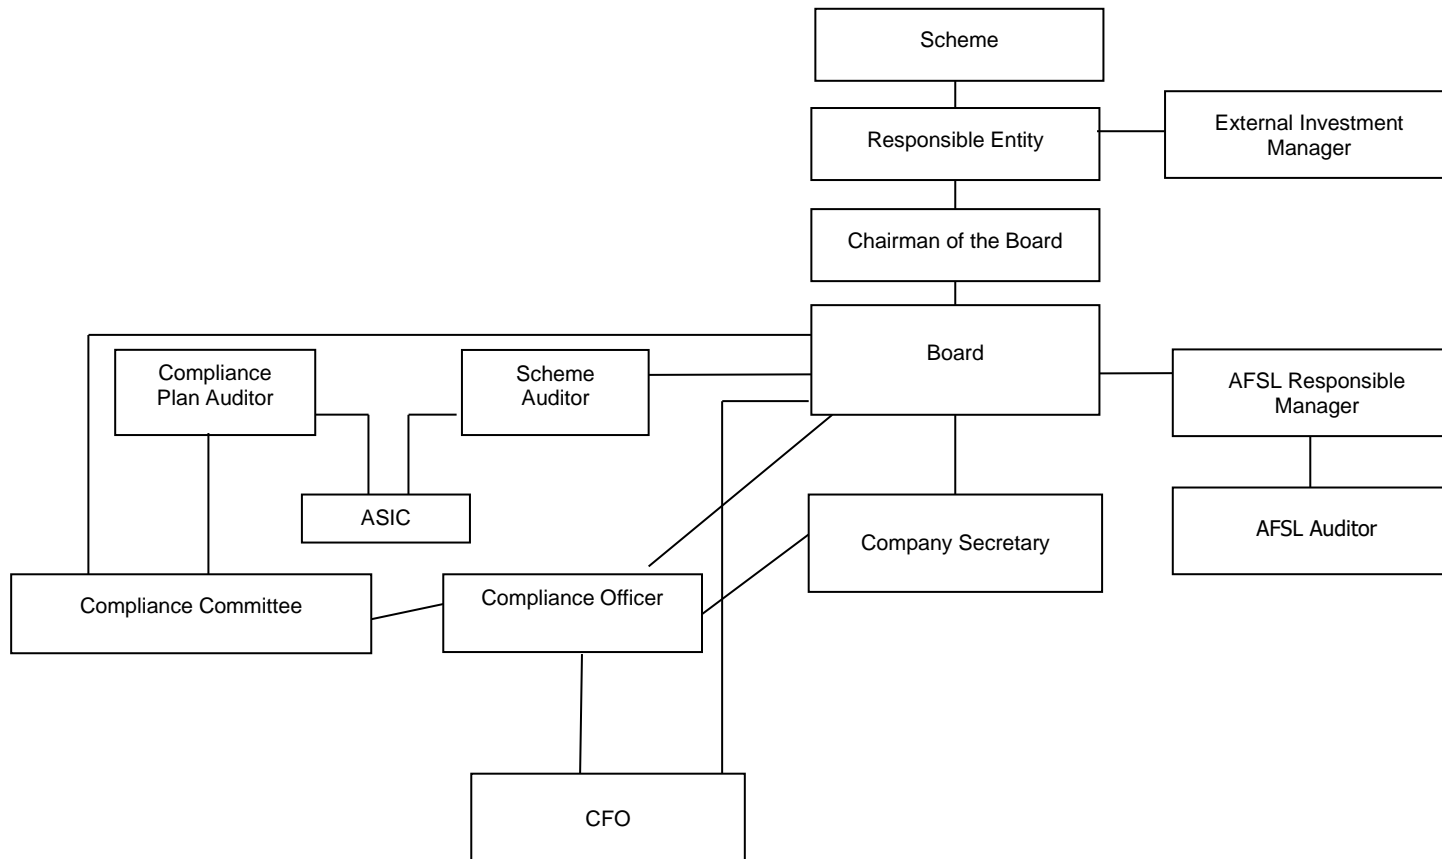 Scheme
Responsible Entity
External Investment
Manager
Chairman of the Board
Board
Compliance
Plan Auditor
Scheme
Auditor
AFSL Responsible
Manager
ASIC
Company Secretary
AFSL Auditor
Compliance Committee
Compliance Officer
CFO